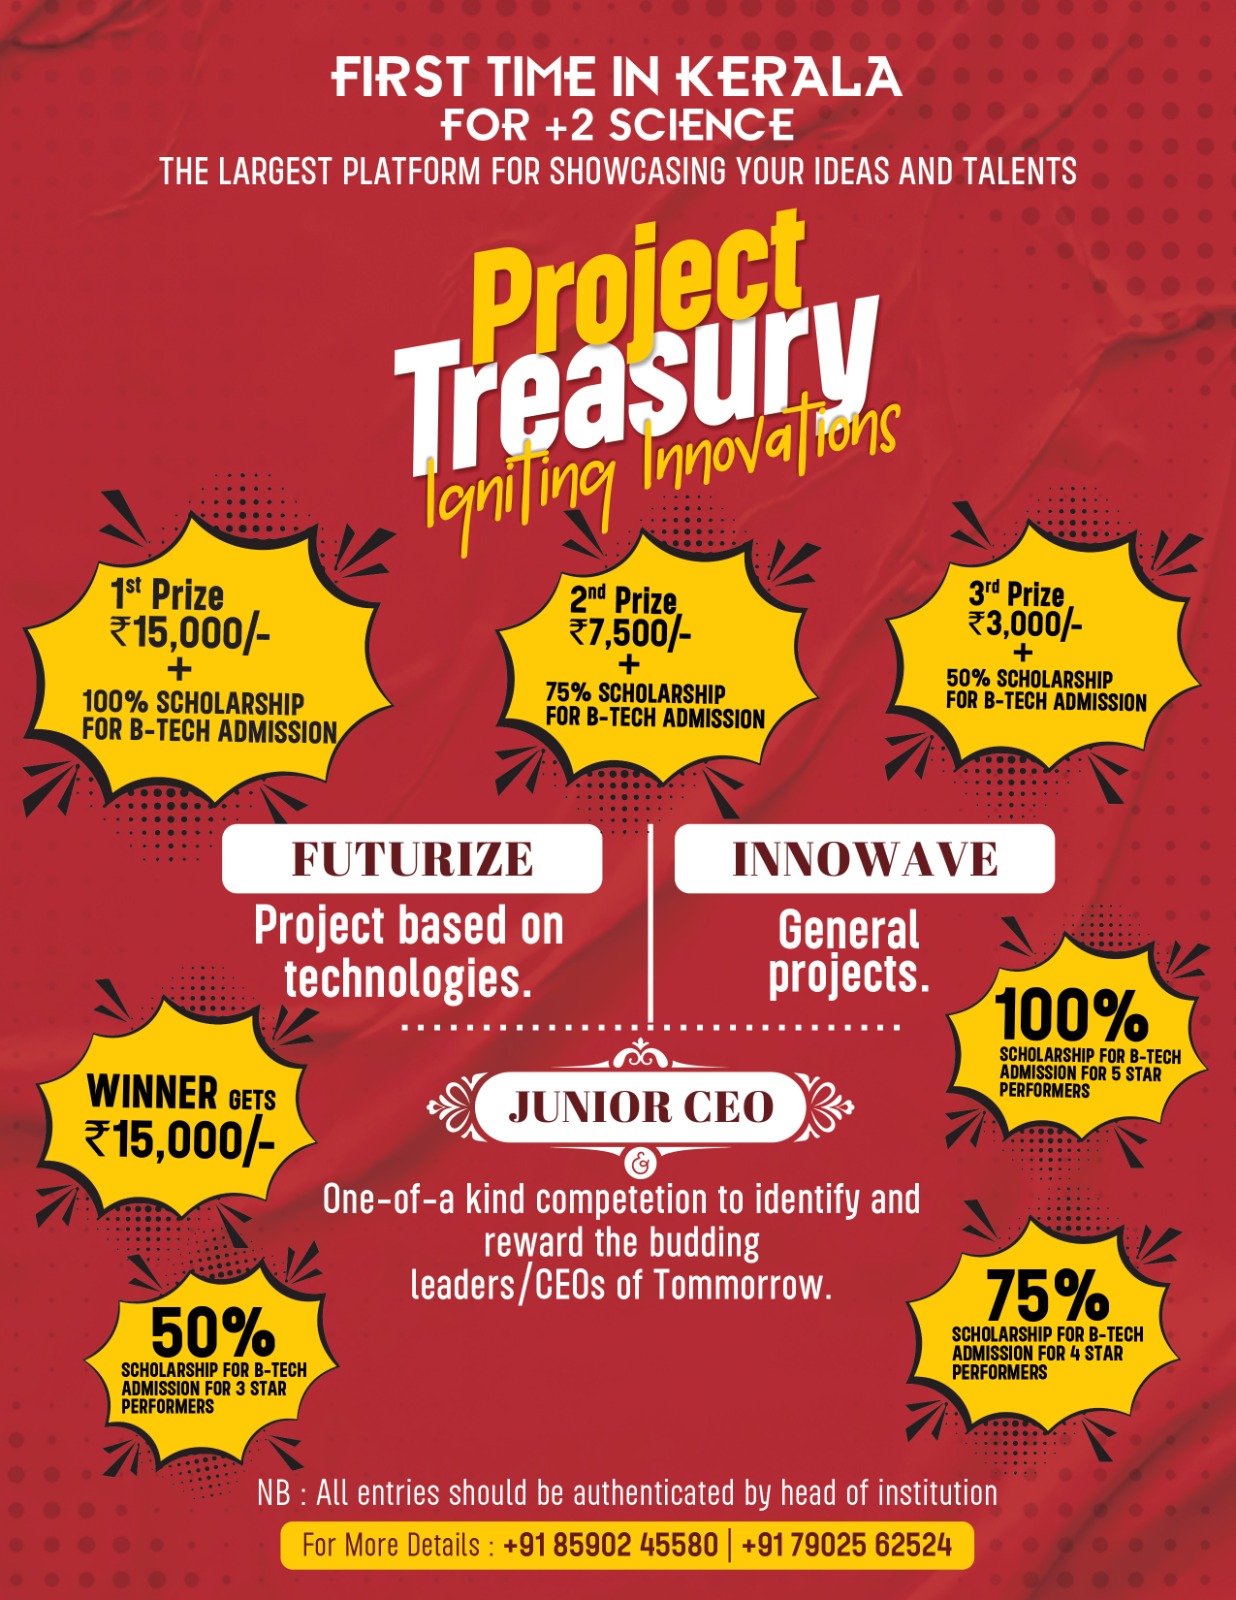 FIRST TIME IN KERALA
FOR +2 SCIENCE
THE LARGEST PLATFORM FOR SHOWCASING YOUR IDEAS AND TALENTS
Project
Treasury
Igniting Innovations
1st Prize
₹15,000/-
+
100% SCHOLARSHIP
FOR B-TECH ADMISSION
2nd Prize
₹7,500/-
+
75% SCHOLARSHIP
FOR B-TECH ADMISSION
3rd Prize
₹3,000/-
+
50% SCHOLARSHIP
FOR B-TECH ADMISSION
FUTURIZE
Project based on
technologies.
INNOWAVE
General
projects.
WINNER GETS
₹15,000/-
100%
SCHOLARSHIP FOR B-TECH
ADMISSION FOR 5 STAR
PERFORMERS
JUNIOR CEO
&
One-of-a kind competetion to identify and
reward the budding
leaders/CEOs of Tommorrow.
50%
SCHOLARSHIP FOR B-TECH
ADMISSION FOR 3 STAR
PERFORMERS
75%
SCHOLARSHIP FOR B-TECH
ADMISSION FOR 4 STAR
PERFORMERS
NB : All entries should be authenticated by head of institution
For More Details : +91 85902 45580 | +91 79025 62524